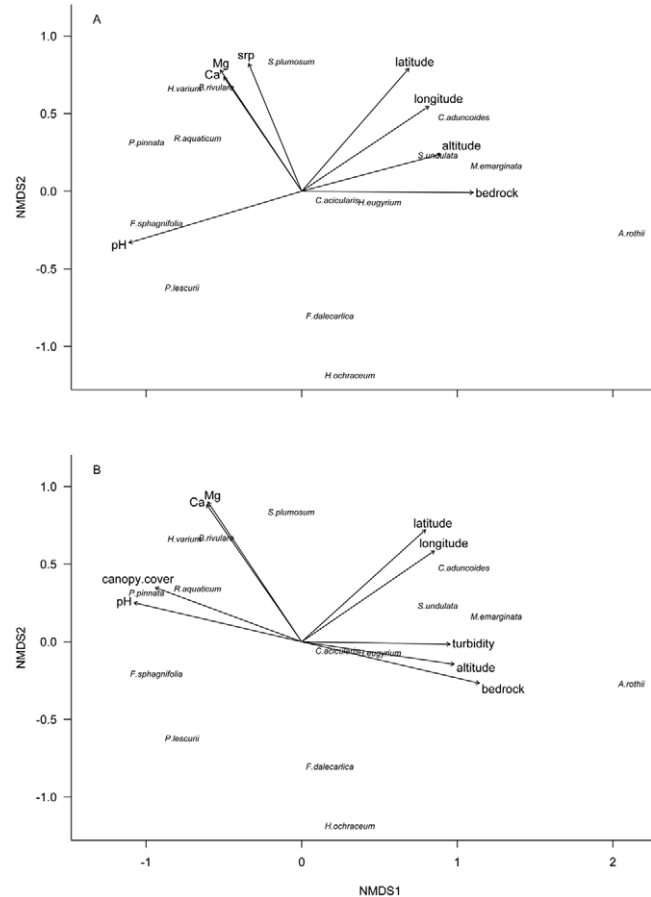 A
1.0
0.5
0.0
-0.5
-1.0
NMDS2
Mg
srp
S.plumosum
latitude
Ca
H.varium
B.rivulare
longitude
C.aduncoides
R.aquaticum
P.pinnata
altitude
S.undulata
M.emarginata
bedrock
C.acicularis
H.eugyrium
F.sphagnifolia
A.rothii
pH
P.lescurii
F.dalecarlica
H.ochraceum
B
1.0
0.5
0.0
-0.5
-1.0
NMDS2
Ca
Mg
S.plumosum
latitude
H.varium
B.rivulare
longitude
C.aduncoides
canopy.cover
R.aquaticum
P.pinnata
pH
S.undulata
M.emarginata
turbidity
C.acicularis
H.eugyrium
altitude
F.sphagnifolia
bedrock
A.rothii
P.lescurii
F.dalecarlica
H.ochraceum
-1 0 1 2
NMDS1